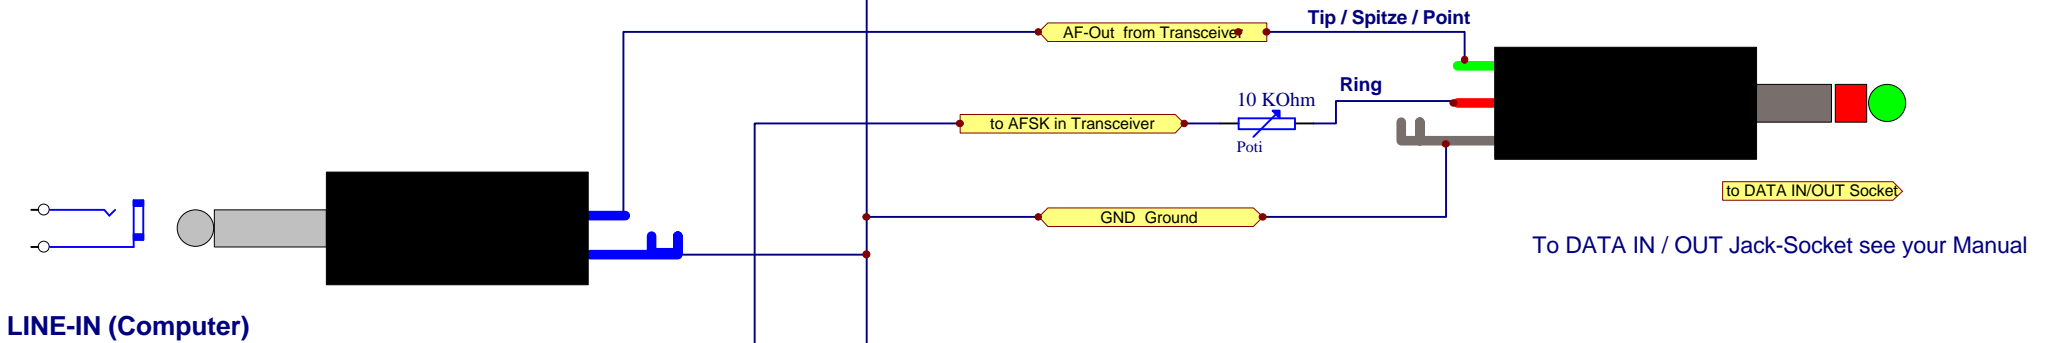 Tip / Spitze / Point
AF-Out from Transceiver
Ring
10 KOhm
to AFSK in Transceiver
Poti
to DATA IN/OUT Socket
GND Ground
To DATA IN / OUT Jack-Socket see your Manual
LINE-IN (Computer)